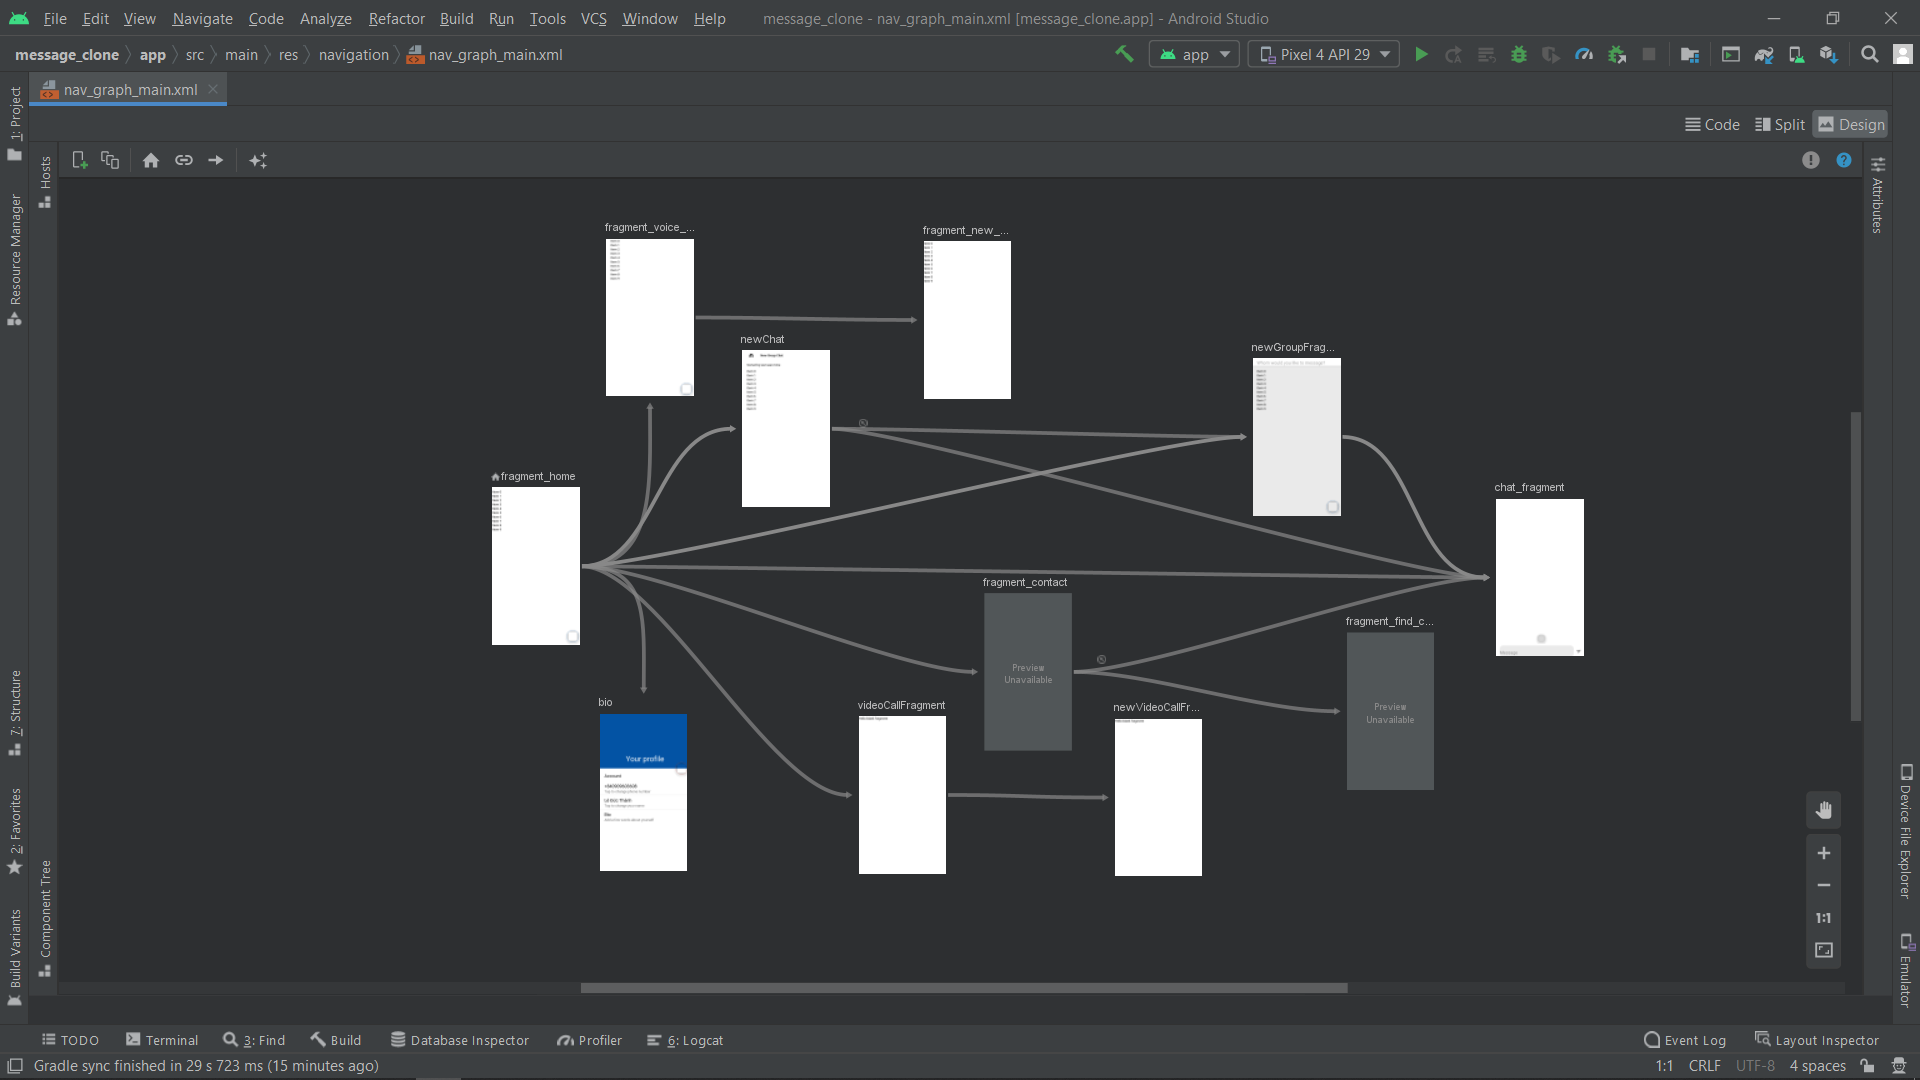 File Edit View Navigate Code Analyze Refactor Build Run Tools VCS Window Help message_clone - nav_graph_main.xml [message_clone.app] - Android Studio
message_clone app src main res navigation nav_graph_main.xml app Pixel 4 API 29
nav_graph_main.xml
Code Split Design
1: Project
Resource Manager
7: Structure
2: Favorites
Build Variants
Hosts
Component Tree
Attributes
Device File Explorer
Emulator
fragment_voice_...
fragment_new_...
newChat
newGroupFrag...
fragment_home
chat_fragment
fragment_contact
Preview
Unavailable
fragment_find_c...
Preview
Unavailable
bio
Your profile
Account
videoCallFragment
newVideoCallFr...
1:1
TODO Terminal 3: Find Build Database Inspector Profiler 6: Logcat Event Log Layout Inspector
Gradle sync finished in 29 s 723 ms (15 minutes ago) 1:1 CRLF UTF-8 4 spaces